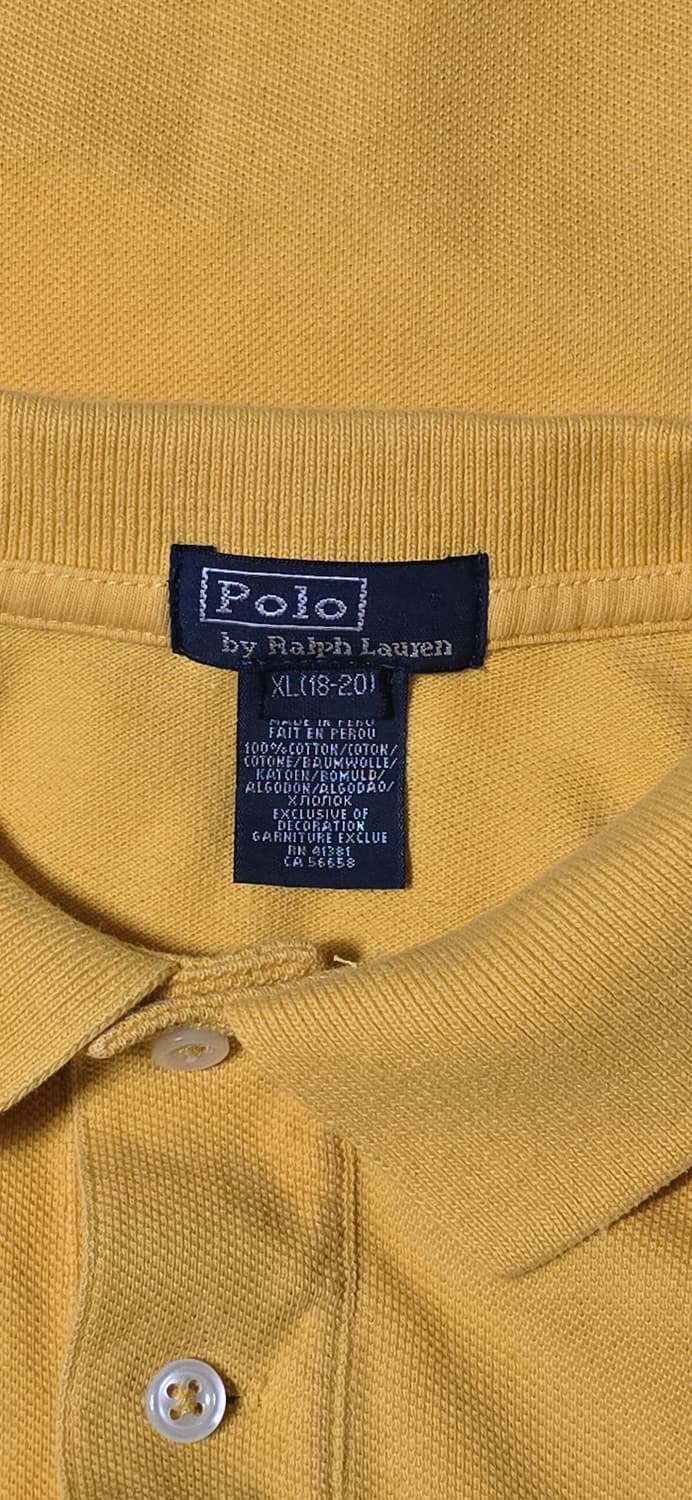 Polo
by Ralph Lauren
XL(18-20)
MADE IN PERU
FAIT EN PEROU
100%COTTON/COTON/
COTONE/BAUMWOLLE/
KATOEN/BOMULD/
ALGODON/ALGODAO/
ХЛОПОК
EXCLUSIVE OF
DECORATION
GARNITURE EXCLUE
RN 41381
CA 56658